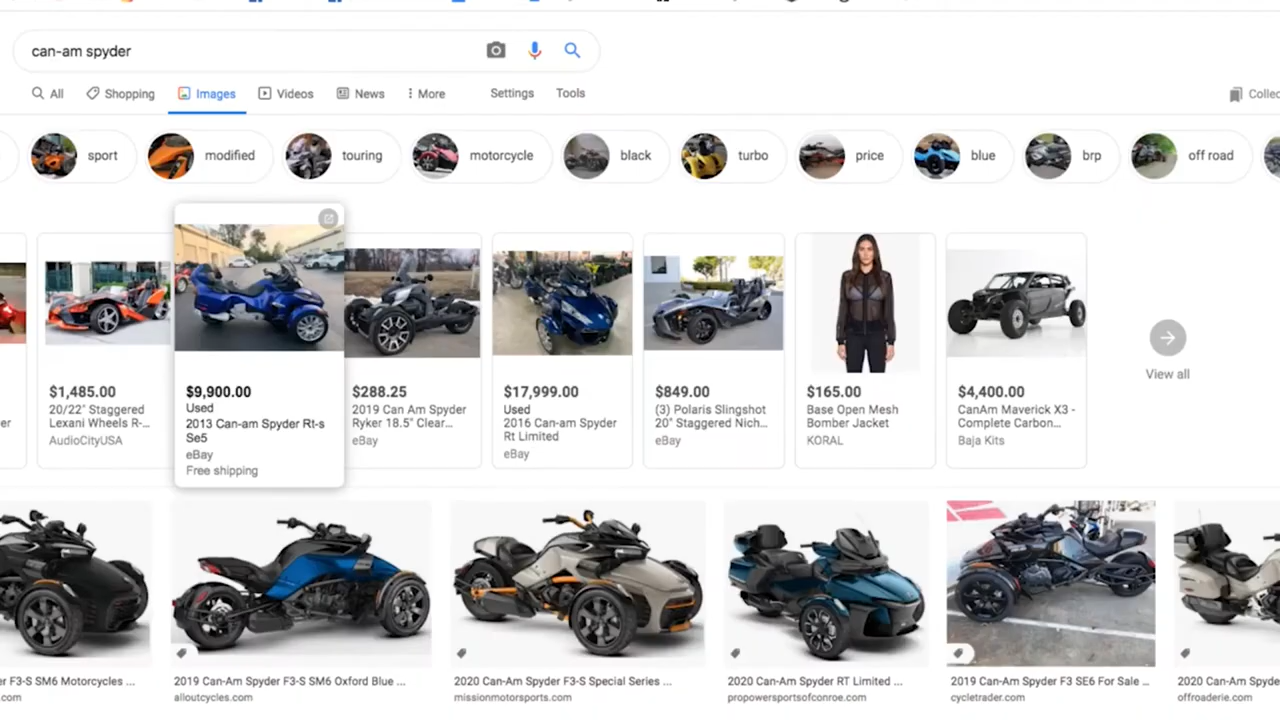 can-am spyder
All Shopping Images Videos News More Settings Tools
sport modified touring motorcycle black turbo price blue brp off road
$1,485.00
20/22" Staggered
Lexani Wheels R-...
AudioCityUSA
$9,900.00
Used
2013 Can-am Spyder Rt-s
Se5
eBay
Free shipping
$288.25
2019 Can Am Spyder
Ryker 18.5" Clear...
eBay
$17,999.00
Used
2016 Can-am Spyder
Rt Limited
eBay
$849.00
(3) Polaris Slingshot
20" Staggered Nich...
eBay
$165.00
Base Open Mesh
Bomber Jacket
KORAL
$4,400.00
CanAm Maverick X3 -
Complete Carbon...
Baja Kits
View all
er F3-S SM6 Motorcycles ...
.com
2019 Can-Am Spyder F3-S SM6 Oxford Blue ...
alloutcycles.com
2020 Can-Am Spyder F3-S Special Series ...
missionmotorsports.com
2020 Can-Am Spyder RT Limited ...
propowersportsofconroe.com
2019 Can-Am Spyder F3 SE6 For Sale ...
cycletrader.com
2020 Can-Am Spyde
offroaderie.com